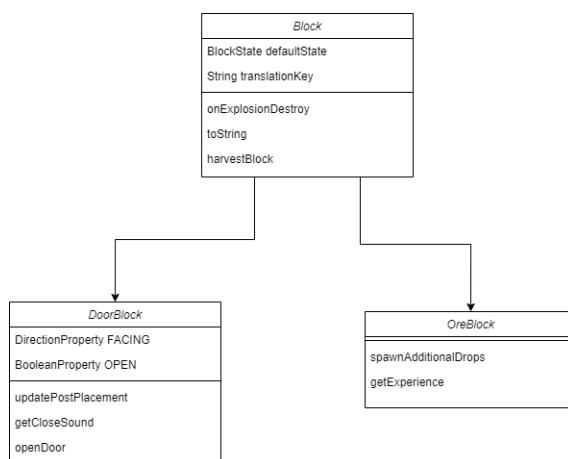 Block
BlockState defaultState
String translationKey
onExplosionDestroy
toString
harvestBlock
DoorBlock
DirectionProperty FACING
BooleanProperty OPEN
updatePostPlacement
getCloseSound
openDoor
OreBlock
spawnAdditionalDrops
getExperience